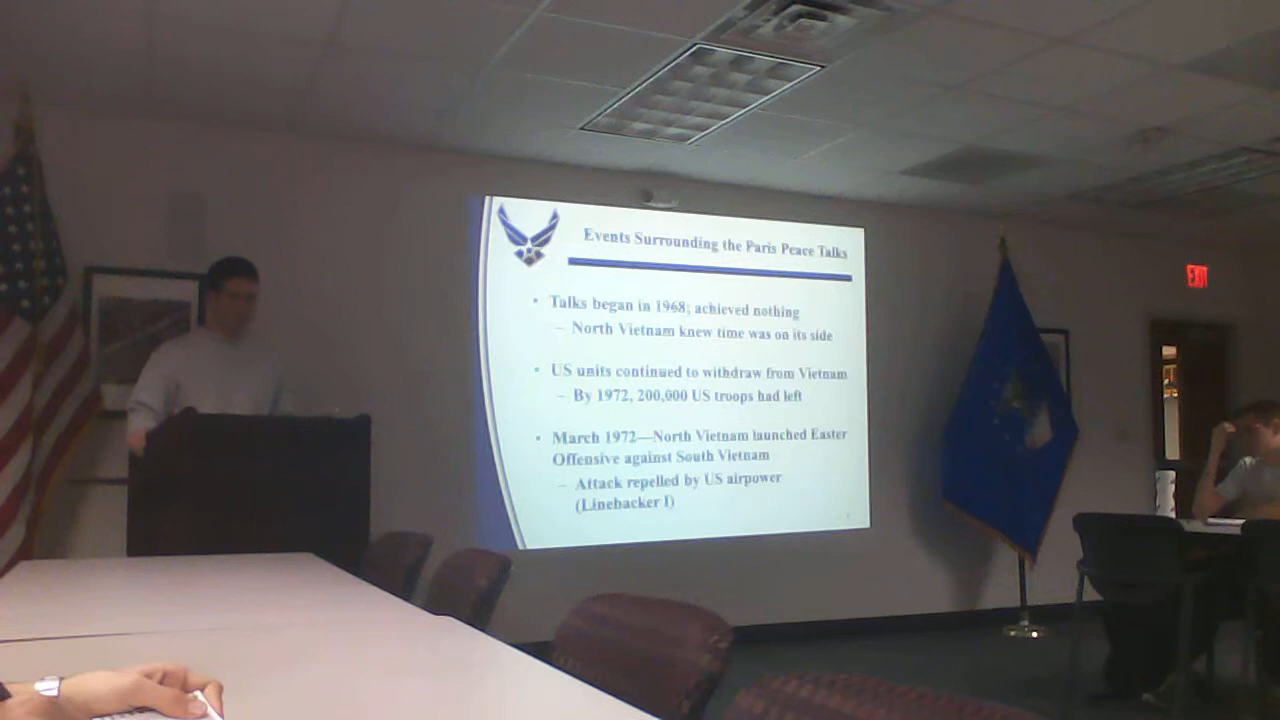 Events Surrounding the Paris Peace Talks
• Talks began in 1968; achieved nothing
– North Vietnam knew time was on its side
• US units continued to withdraw from Vietnam
– By 1972, 200,000 US troops had left
• March 1972—North Vietnam launched Easter
Offensive against South Vietnam
– Attack repelled by US airpower
(Linebacker I)
EXIT